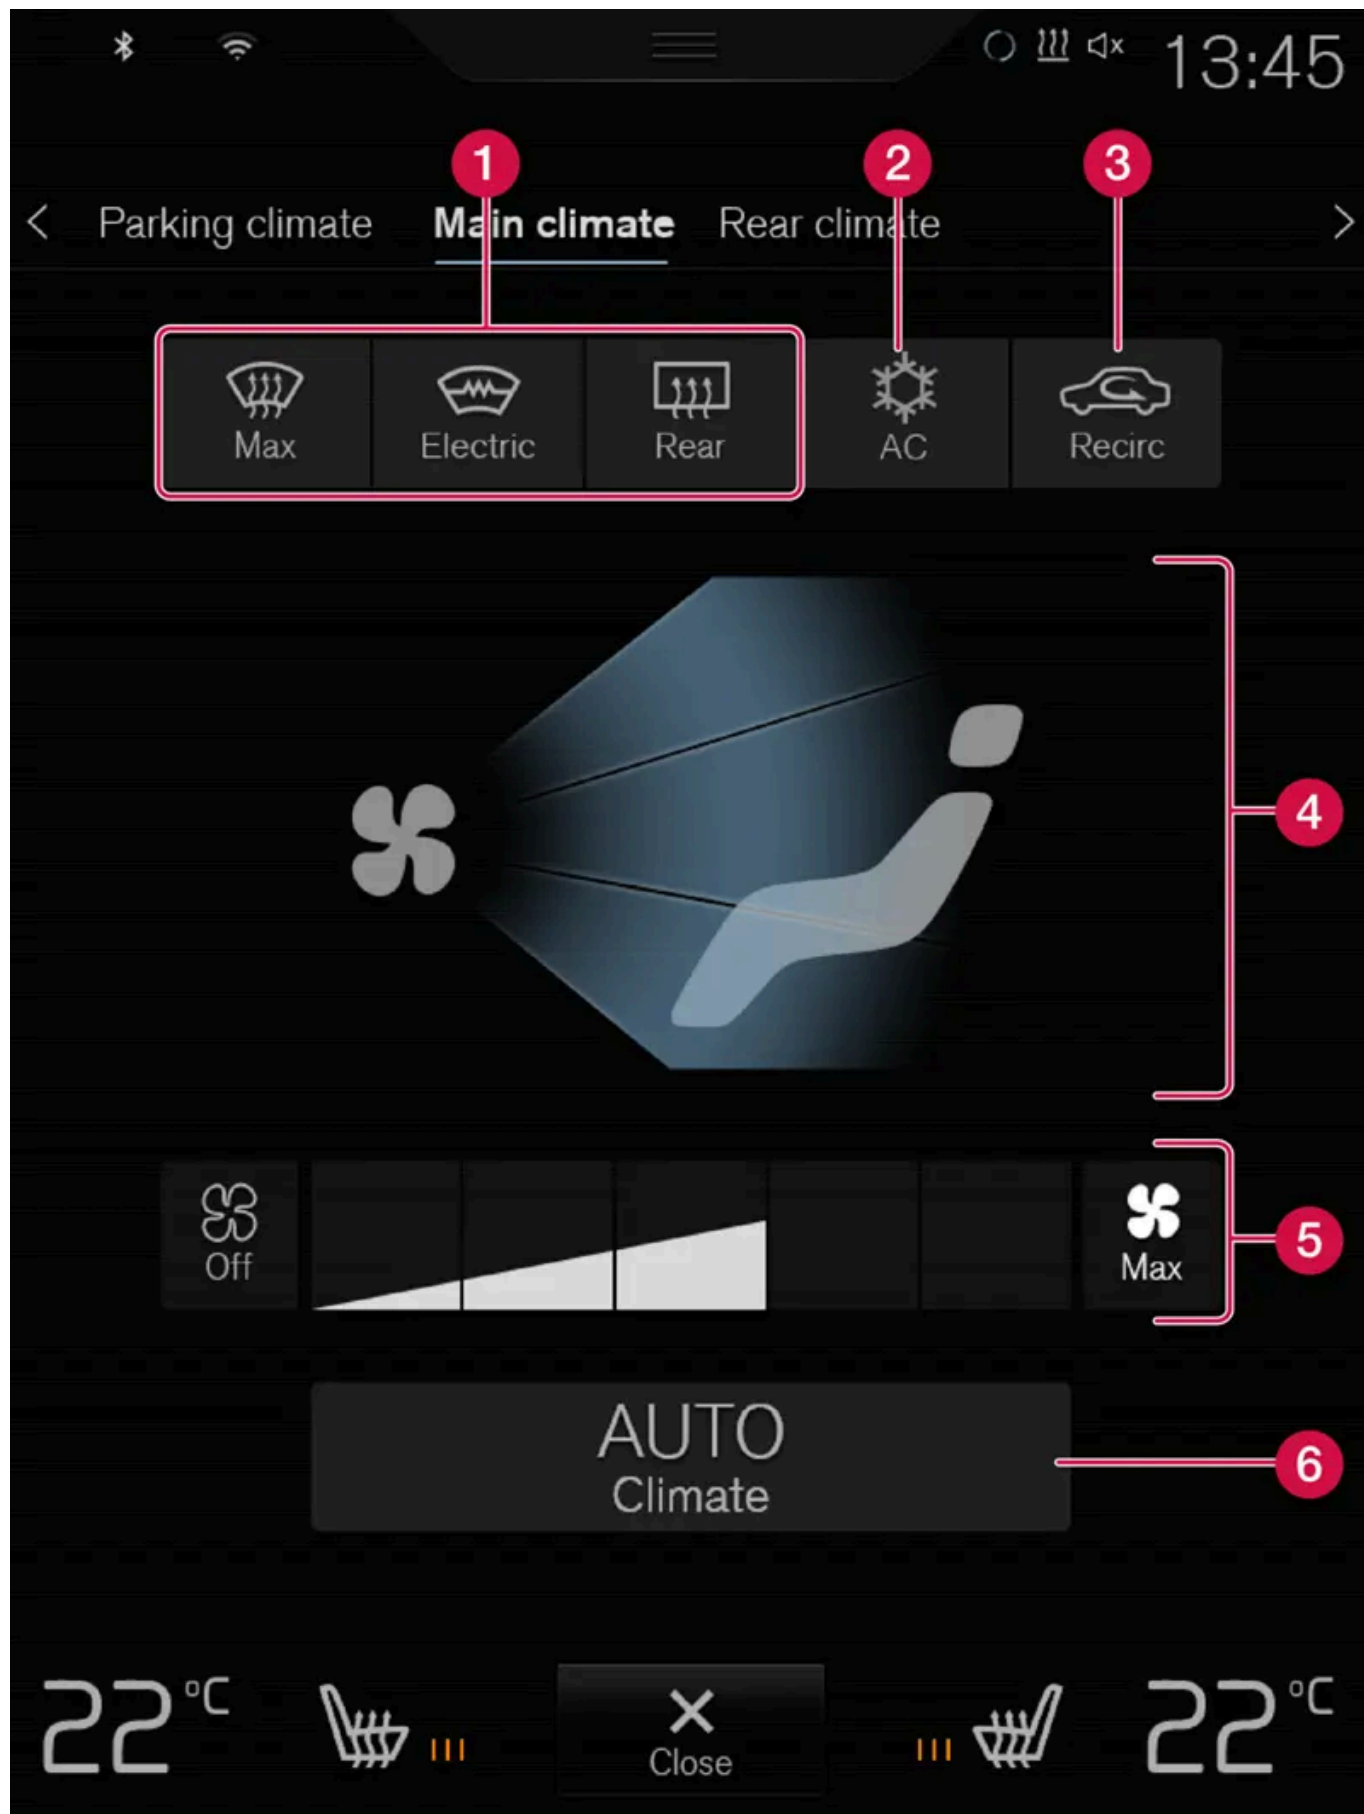 13:45
1 2 3
Parking climate Main climate Rear climate
Max Electric Rear AC Recirc
4
Off Max
5
AUTO
Climate
6
22°C Close 22°C